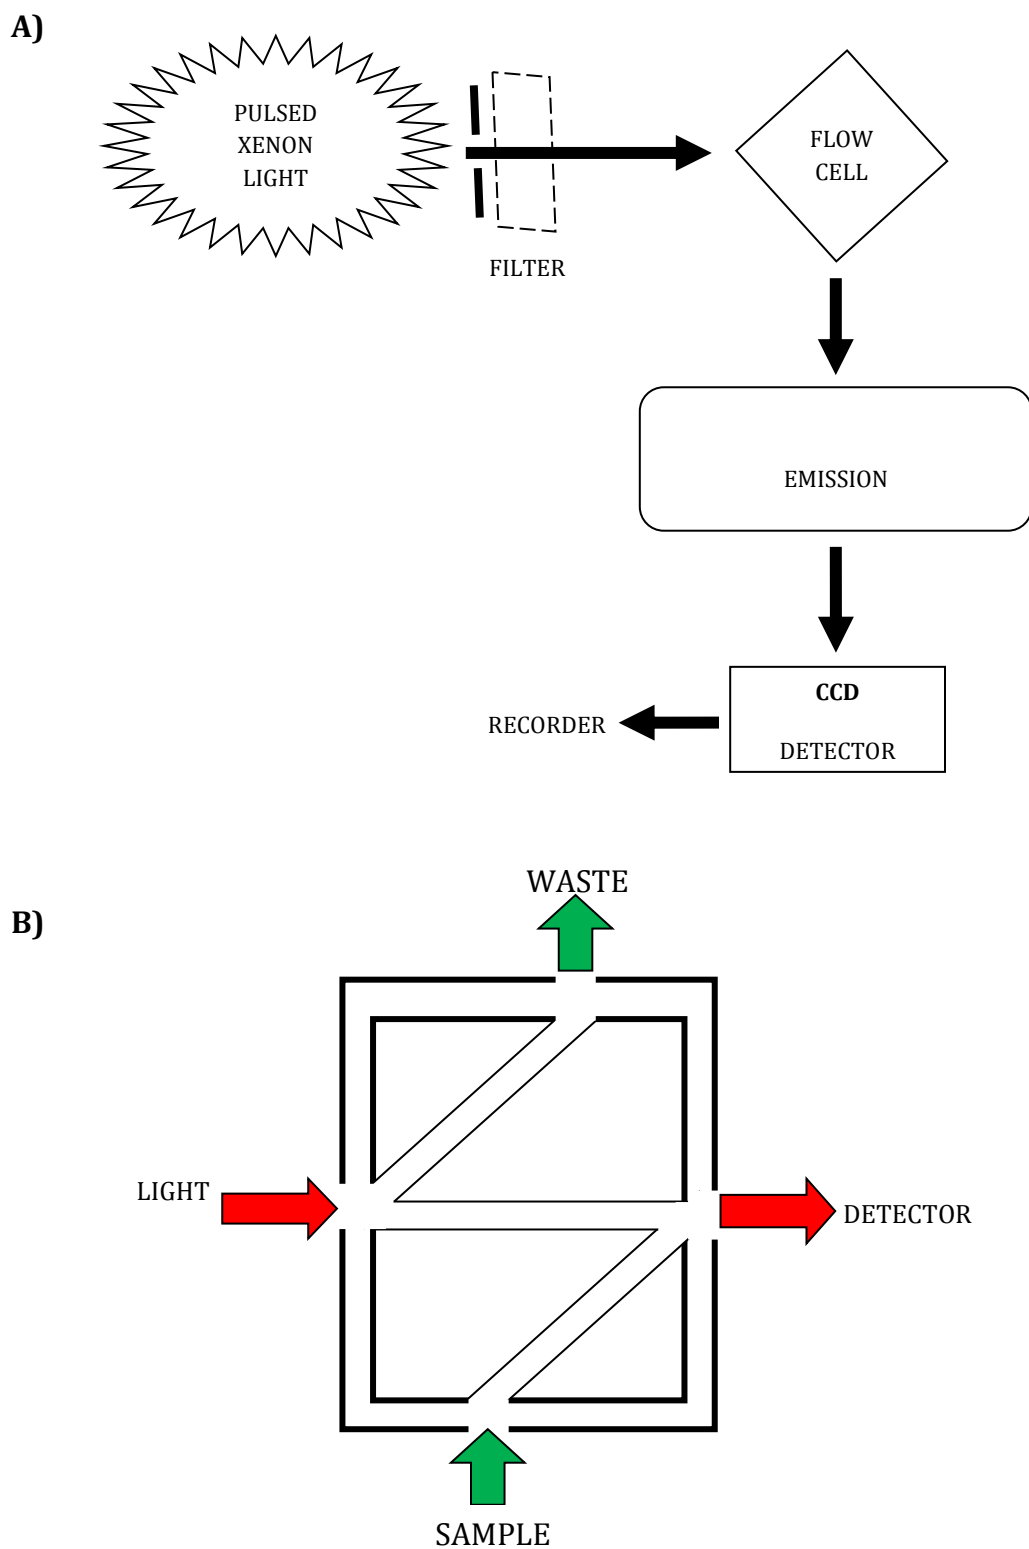 A)
PULSED
XENON
LIGHT
FLOW
CELL
FILTER
EMISSION
CCD
DETECTOR
RECORDER
WASTE
B)
LIGHT
DETECTOR
SAMPLE